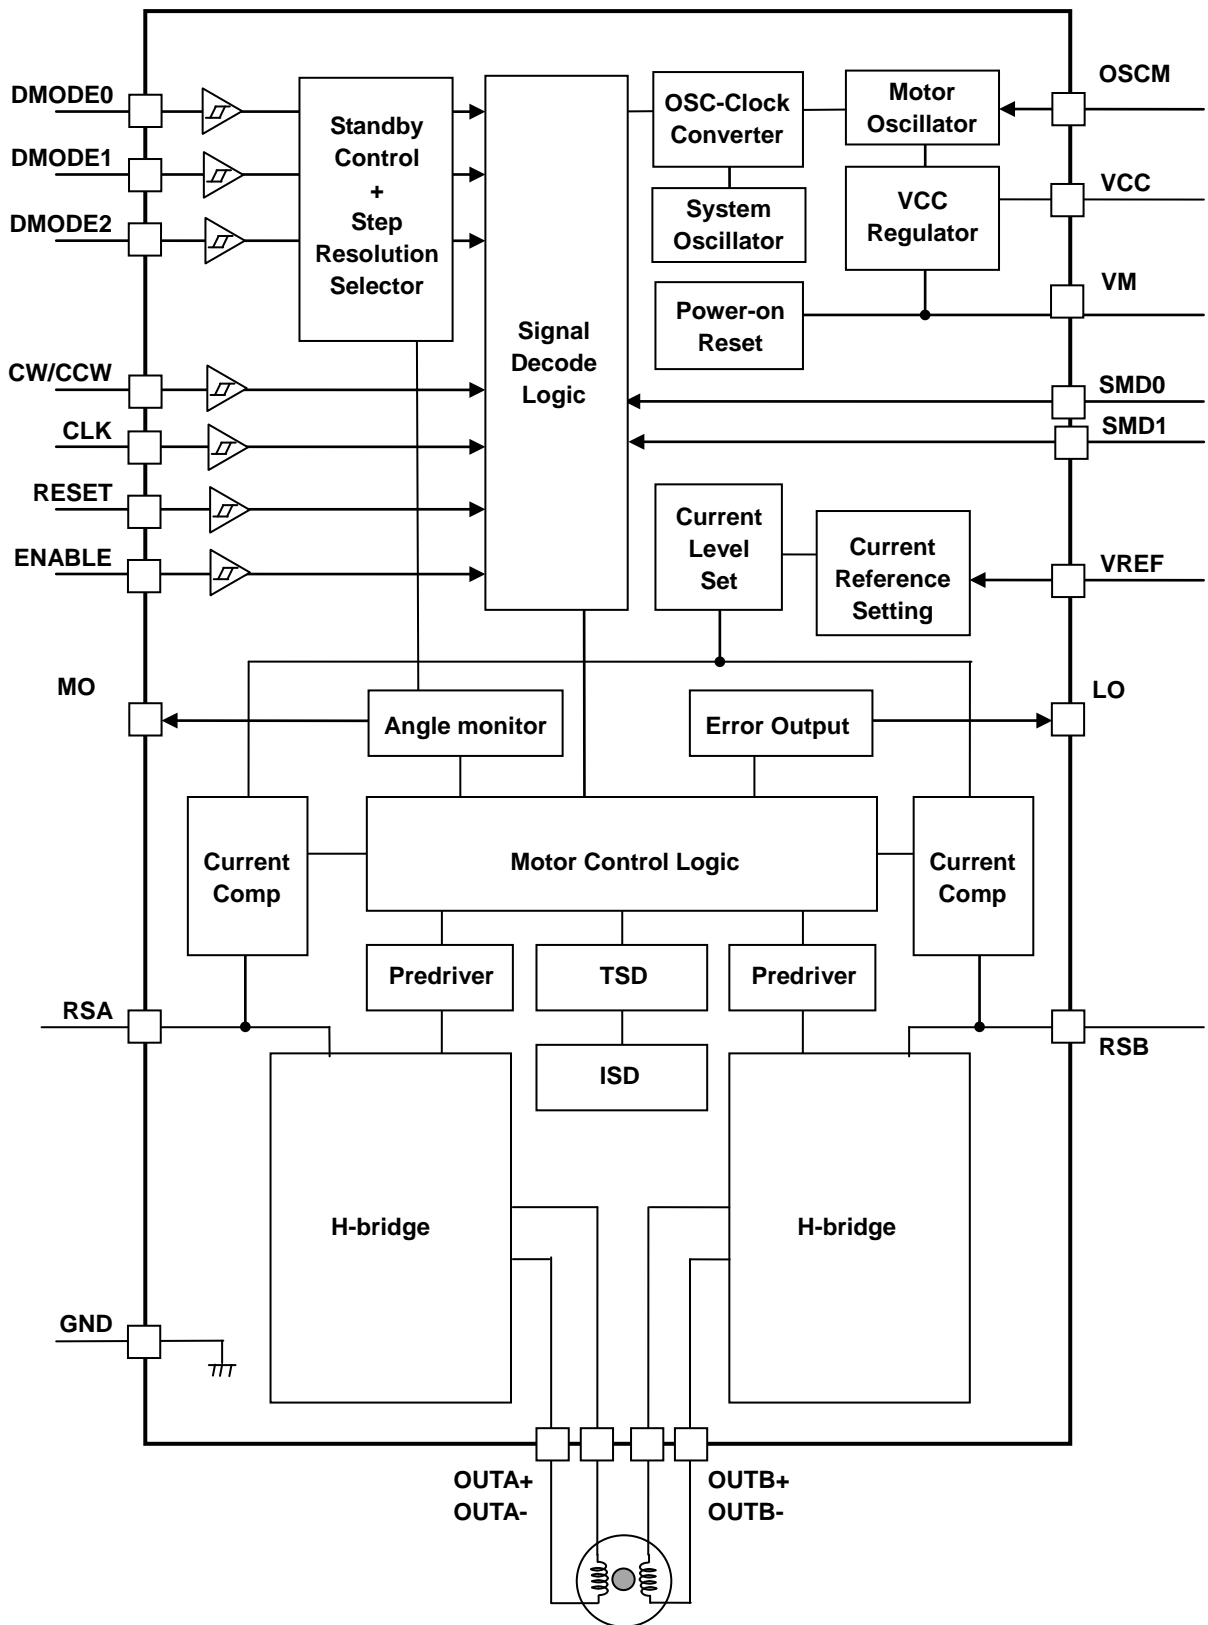 OSCM
DMODE0
Standby
Control
+
Step
Resolution
Selector
OSC-Clock
Converter
Motor
Oscillator
DMODE1
VCC
DMODE2
System
Oscillator
VCC
Regulator
VM
Power-on
Reset
Signal
Decode
Logic
CW/CCW
SMD0
CLK
SMD1
RESET
Current
Level
Set
Current
Reference
Setting
ENABLE
VREF
MO
LO
Angle monitor
Error Output
Current
Comp
Motor Control Logic
Current
Comp
Predriver
TSD
Predriver
RSA
RSB
ISD
H-bridge
H-bridge
GND
OUTA+
OUTA-
OUTB+
OUTB-